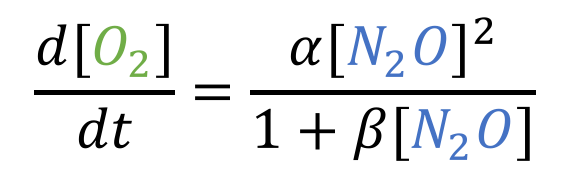 d[O₂]/dt = α[N₂O]²/(1 + β[N₂O])